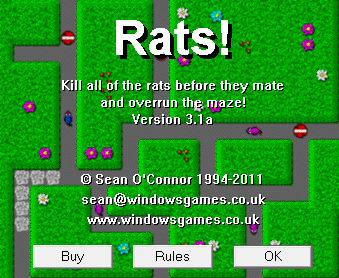 Rats!
Kill all of the rats before they mate
and overrun the maze!
Version 3.1a
© Sean O'Connor 1994-2011
sean@windowsgames.co.uk
www.windowsgames.co.uk
Buy
Rules
OK